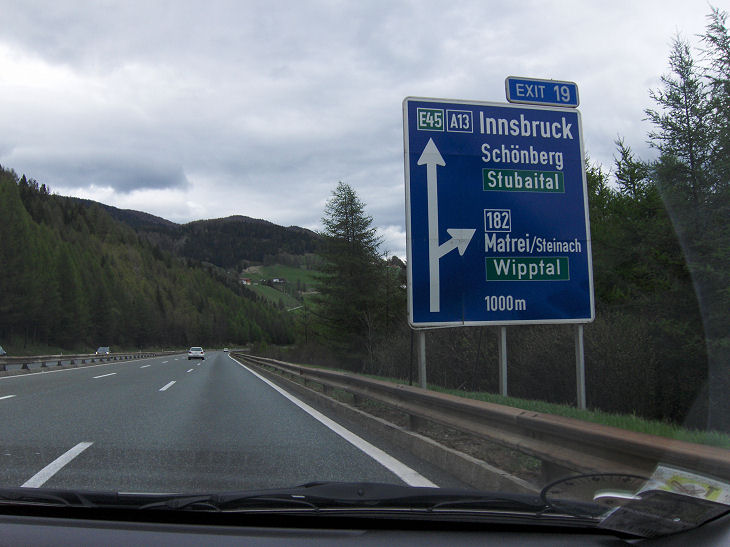 EXIT 19
E45 A13 Innsbruck
Schönberg
Stubaital
182
Matrei/Steinach
Wipptal
1000m